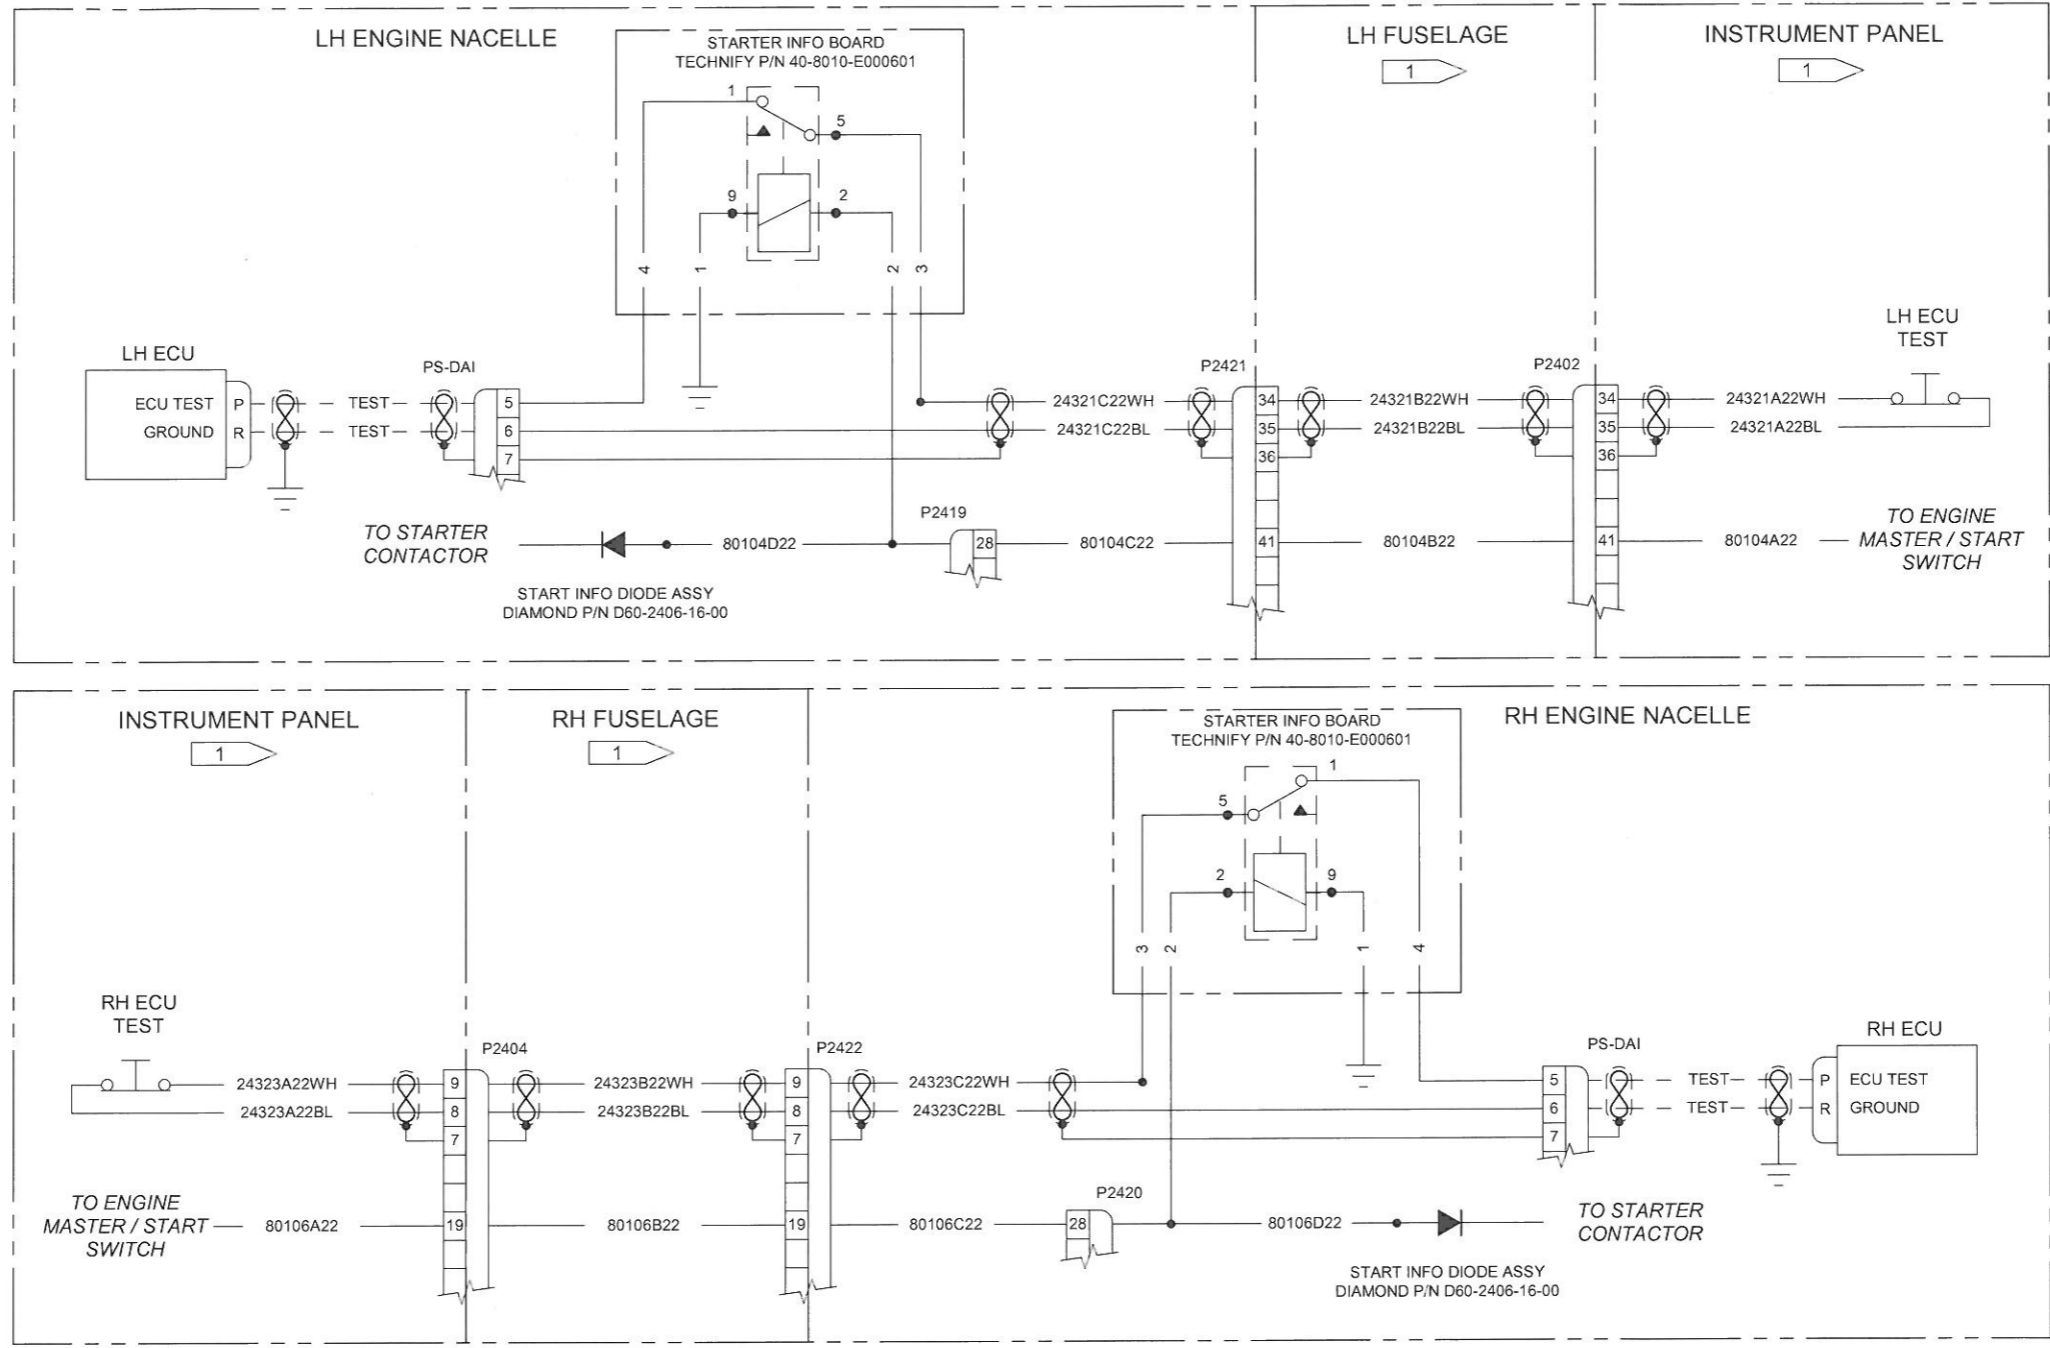 LH ENGINE NACELLE
STARTER INFO BOARD
TECHNIFY P/N 40-8010-E000601
LH FUSELAGE
1
INSTRUMENT PANEL
1
1
5
9
2
4
1
2
3
LH ECU
ECU TEST
P
GROUND
R
TEST
TEST
PS-DAI
5
6
7
24321C22WH
24321C22BL
P2421
34
35
36
41
24321B22WH
24321B22BL
P2402
34
35
36
41
24321A22WH
24321A22BL
LH ECU
TEST
TO STARTER
CONTACTOR
80104D22
P2419
28
80104C22
80104B22
80104A22
TO ENGINE
MASTER / START
SWITCH
START INFO DIODE ASSY
DIAMOND P/N D60-2406-16-00
INSTRUMENT PANEL
1
RH FUSELAGE
1
STARTER INFO BOARD
TECHNIFY P/N 40-8010-E000601
RH ENGINE NACELLE
1
5
2
9
3
2
1
4
RH ECU
TEST
24323A22WH
24323A22BL
P2404
9
8
7
19
24323B22WH
24323B22BL
P2422
9
8
7
19
24323C22WH
24323C22BL
PS-DAI
5
6
7
TEST
TEST
RH ECU
P
ECU TEST
R
GROUND
TO ENGINE
MASTER / START
SWITCH
80106A22
80106B22
80106C22
P2420
28
80106D22
TO STARTER
CONTACTOR
START INFO DIODE ASSY
DIAMOND P/N D60-2406-16-00